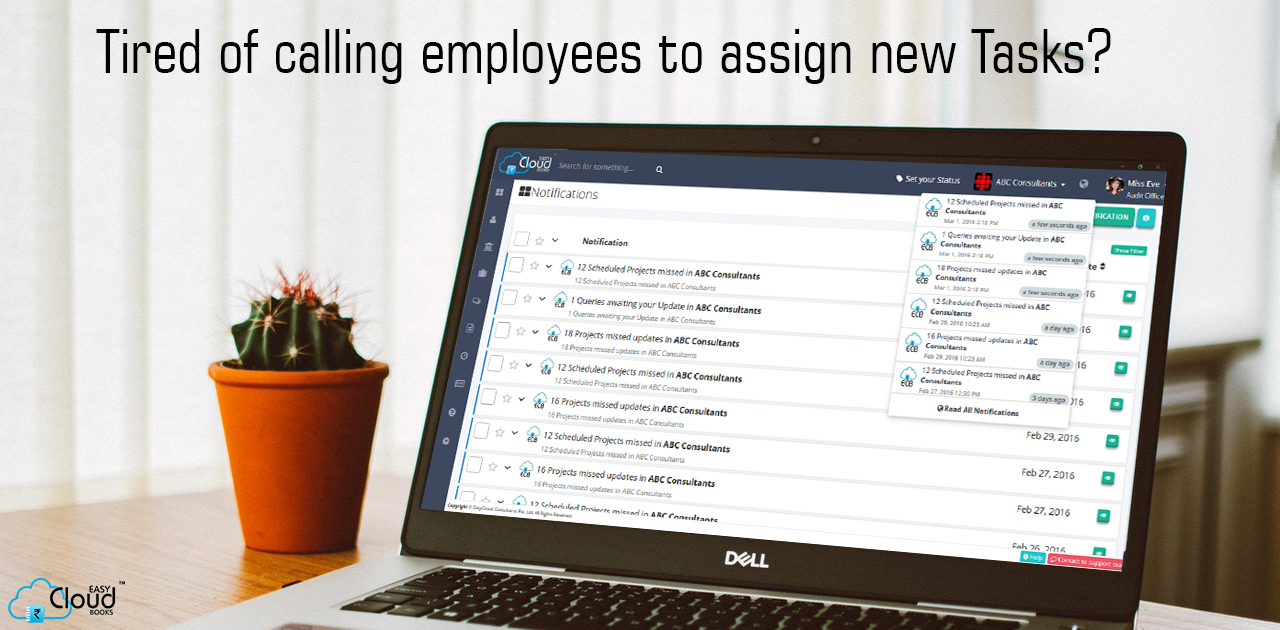 Tired of calling employees to assign new Tasks?
EASY
Cloud
BOOKS
Search for something...
Set your Status
ABC Consultants
Miss Eve
Audit Office
Notifications
12 Scheduled Projects missed in ABC
Consultants
Mar 1, 2016 2:18 PM
a few seconds ago
1 Queries awaiting your Update in ABC
Consultants
Mar 1, 2016 2:18 PM
a few seconds ago
18 Projects missed updates in ABC
Consultants
Mar 1, 2016 2:18 PM
a few seconds ago
12 Scheduled Projects missed in ABC
Consultants
Feb 29, 2016 10:23 AM
a day ago
16 Projects missed updates in ABC
Consultants
Feb 29, 2016 10:23 AM
a day ago
12 Scheduled Projects missed in ABC
Consultants
Feb 27, 2016 12:30 PM
3 days ago
Read All Notifications
IFICATION
Show Filter
Notification
te
12 Scheduled Projects missed in ABC Consultants
12 Scheduled Projects missed in ABC Consultants
16
1 Queries awaiting your Update in ABC Consultants
1 Queries awaiting your Update in ABC Consultants
16
18 Projects missed updates in ABC Consultants
18 Projects missed updates in ABC Consultants
12 Scheduled Projects missed in ABC Consultants
12 Scheduled Projects missed in ABC Consultants
16 Projects missed updates in ABC Consultants
16 Projects missed updates in ABC Consultants
Feb 29, 2016
12 Scheduled Projects missed in ABC Consultants
12 Scheduled Projects missed in ABC Consultants
Feb 27, 2016
16 Projects missed updates in ABC Consultants
16 Projects missed updates in ABC Consultants
Feb 27, 2016
12 Scheduled Projects missed in ABC Consultants
Feb 26, 2016
Copyright © EasyCloud Consultants Pvt. Ltd. All Rights Reserved
Help
Contact to support
DELL
EASY
Cloud
BOOKS
TM